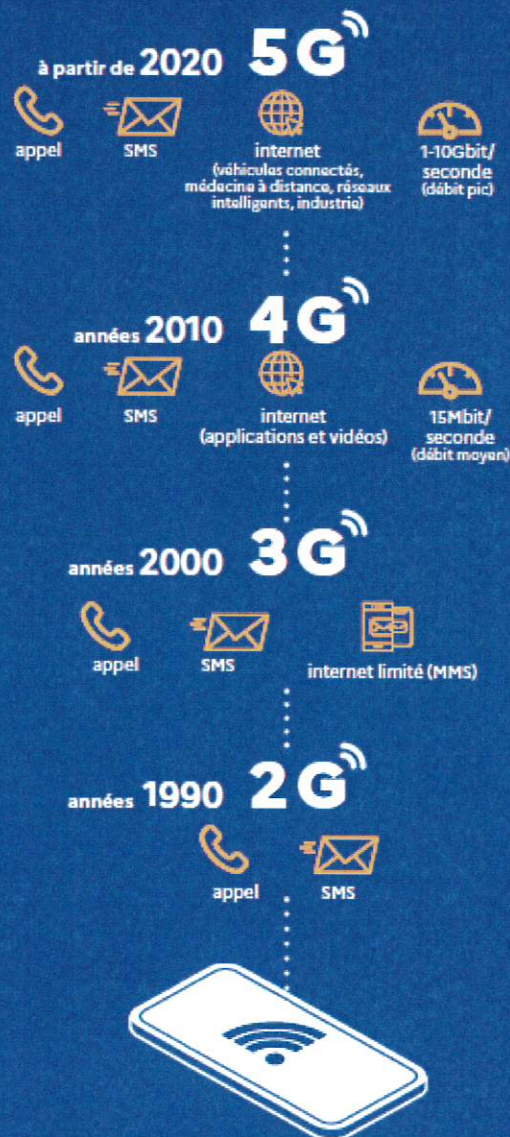 à partir de 2020 5G
appel
SMS
internet
(véhicules connectés,
médecine à distance, réseaux
intelligents, industrie)
1-10Gbit/
seconde
(débit pic)
années 2010 4G
appel
SMS
internet
(applications et vidéos)
15Mbit/
seconde
(débit moyen)
années 2000 3G
appel
SMS
internet limité (MMS)
années 1990 2G
appel
SMS